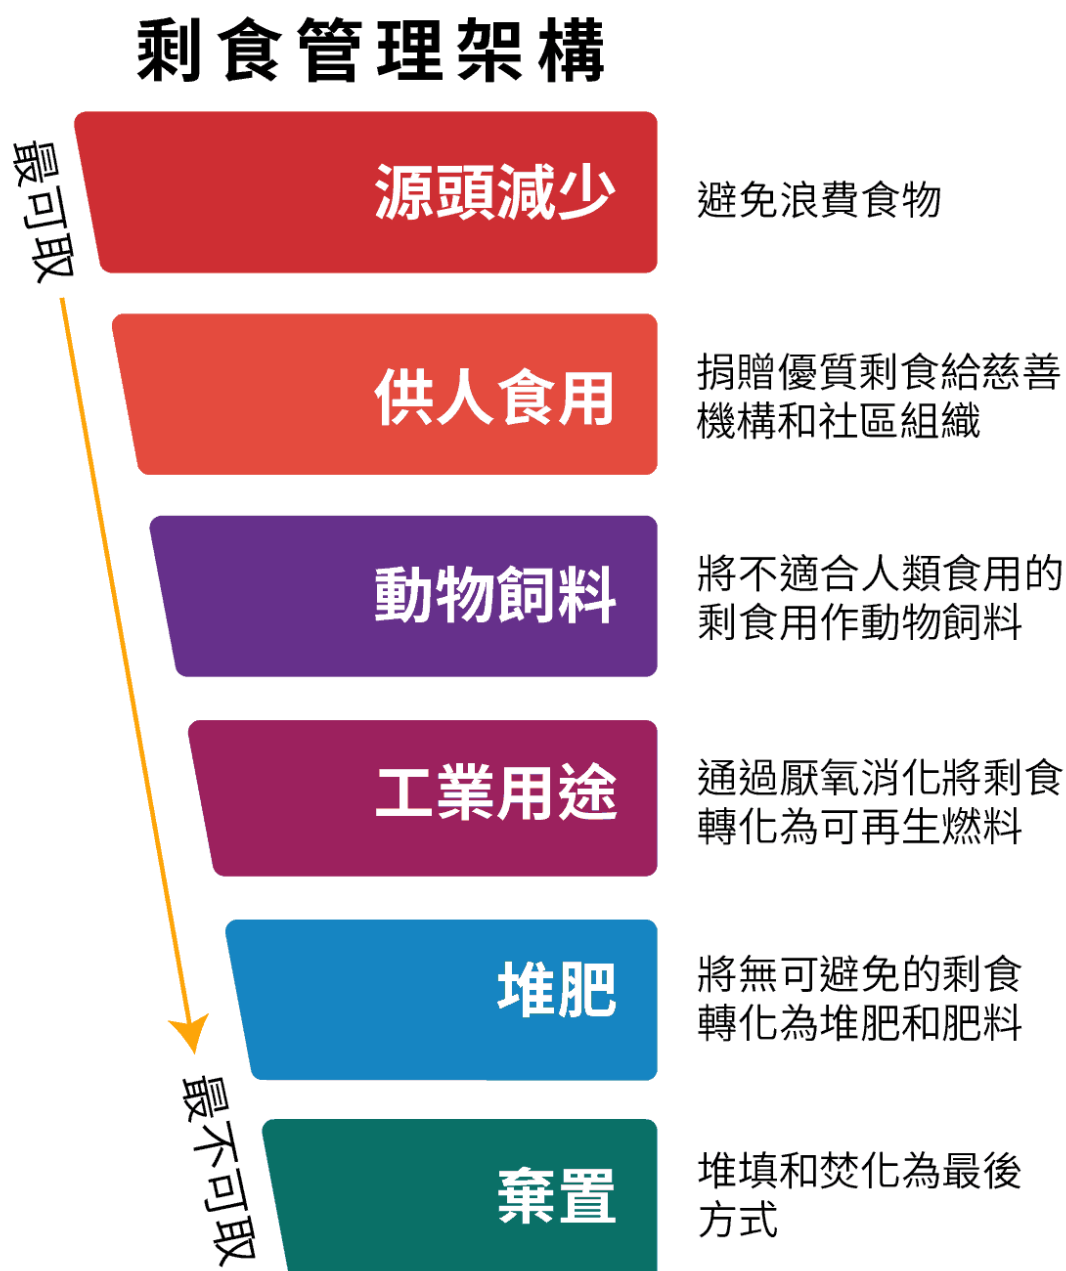 剩食管理架構
最可取
源頭減少
避免浪費食物
供人食用
捐贈優質剩食給慈善
機構和社區組織
動物飼料
將不適合人類食用的
剩食用作動物飼料
工業用途
通過厭氧消化將剩食
轉化為可再生燃料
堆肥
將無可避免的剩食
轉化為堆肥和肥料
最不可取
棄置
堆填和焚化為最後
方式